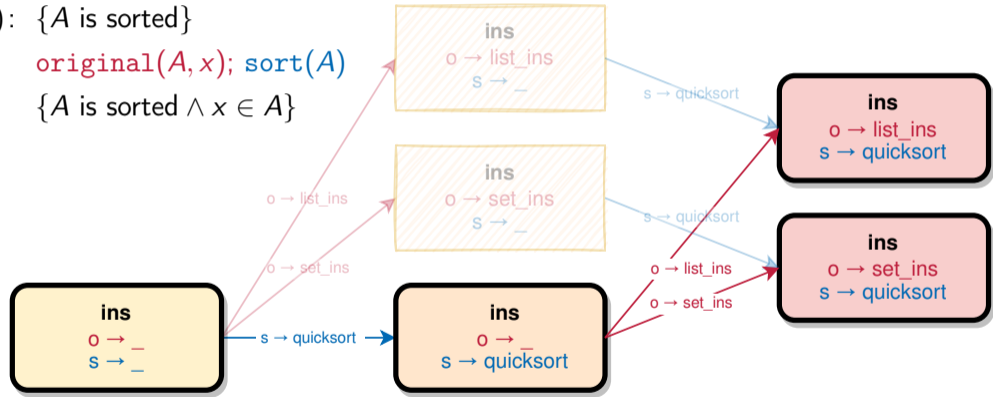 ): {A is sorted}
original(A, x); sort(A)
{A is sorted ∧ x ∈ A}
ins
o → list_ins
s → _
s → quicksort
ins
o → list_ins
s → quicksort
o → list_ins
ins
o → set_ins
s → _
s → quicksort
o → set_ins
o → list_ins
o → set_ins
ins
o → set_ins
s → quicksort
ins
o → _
s → _
s → quicksort
ins
o → _
s → quicksort